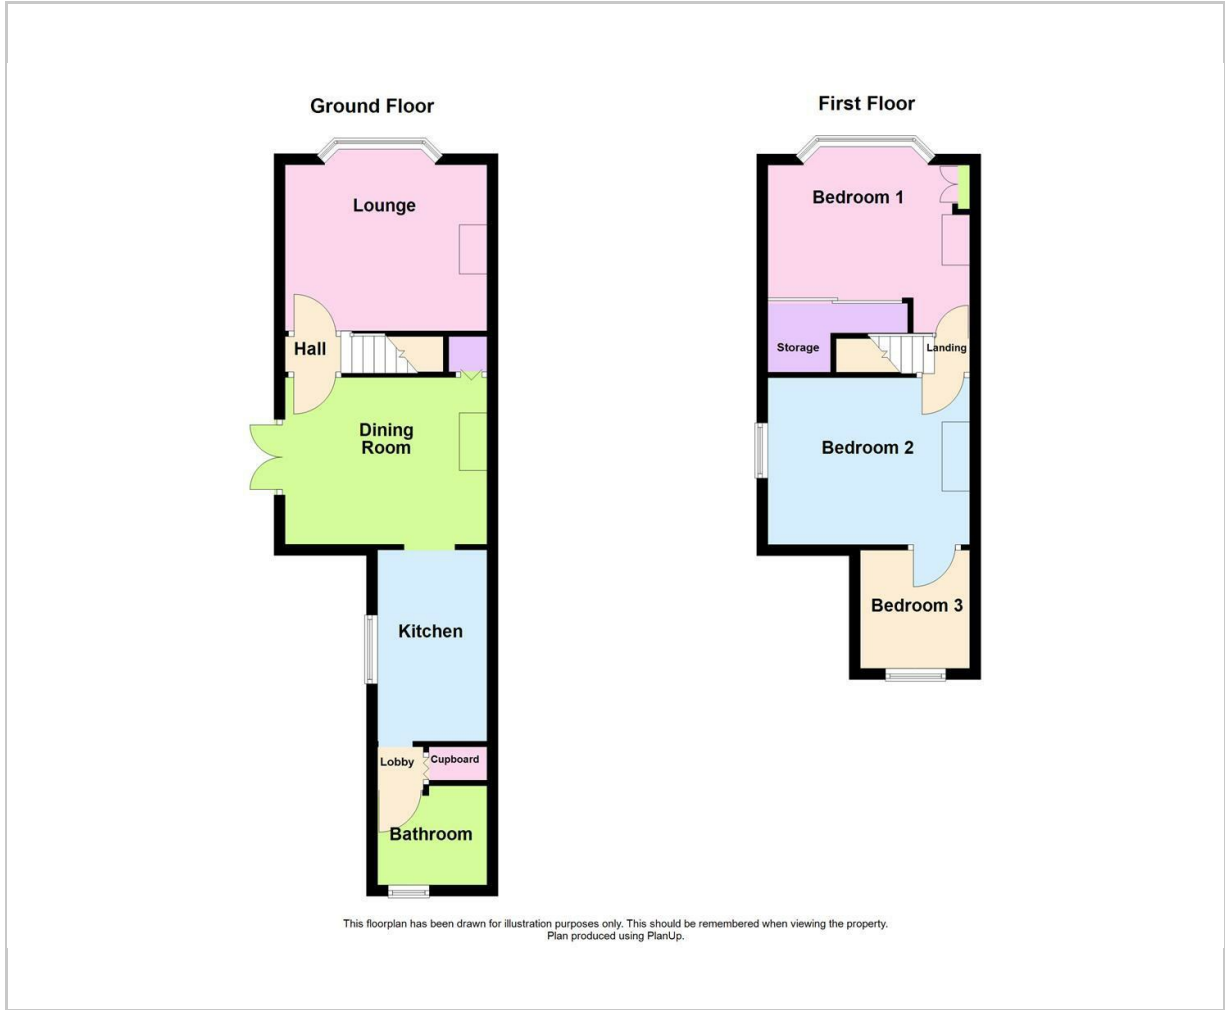 Ground Floor
Lounge
Hall
Dining
Room
Kitchen
Lobby
Cupboard
Bathroom
First Floor
Bedroom 1
Storage
Landing
Bedroom 2
Bedroom 3
This floorplan has been drawn for illustration purposes only. This should be remembered when viewing the property.
Plan produced using PlanUp.